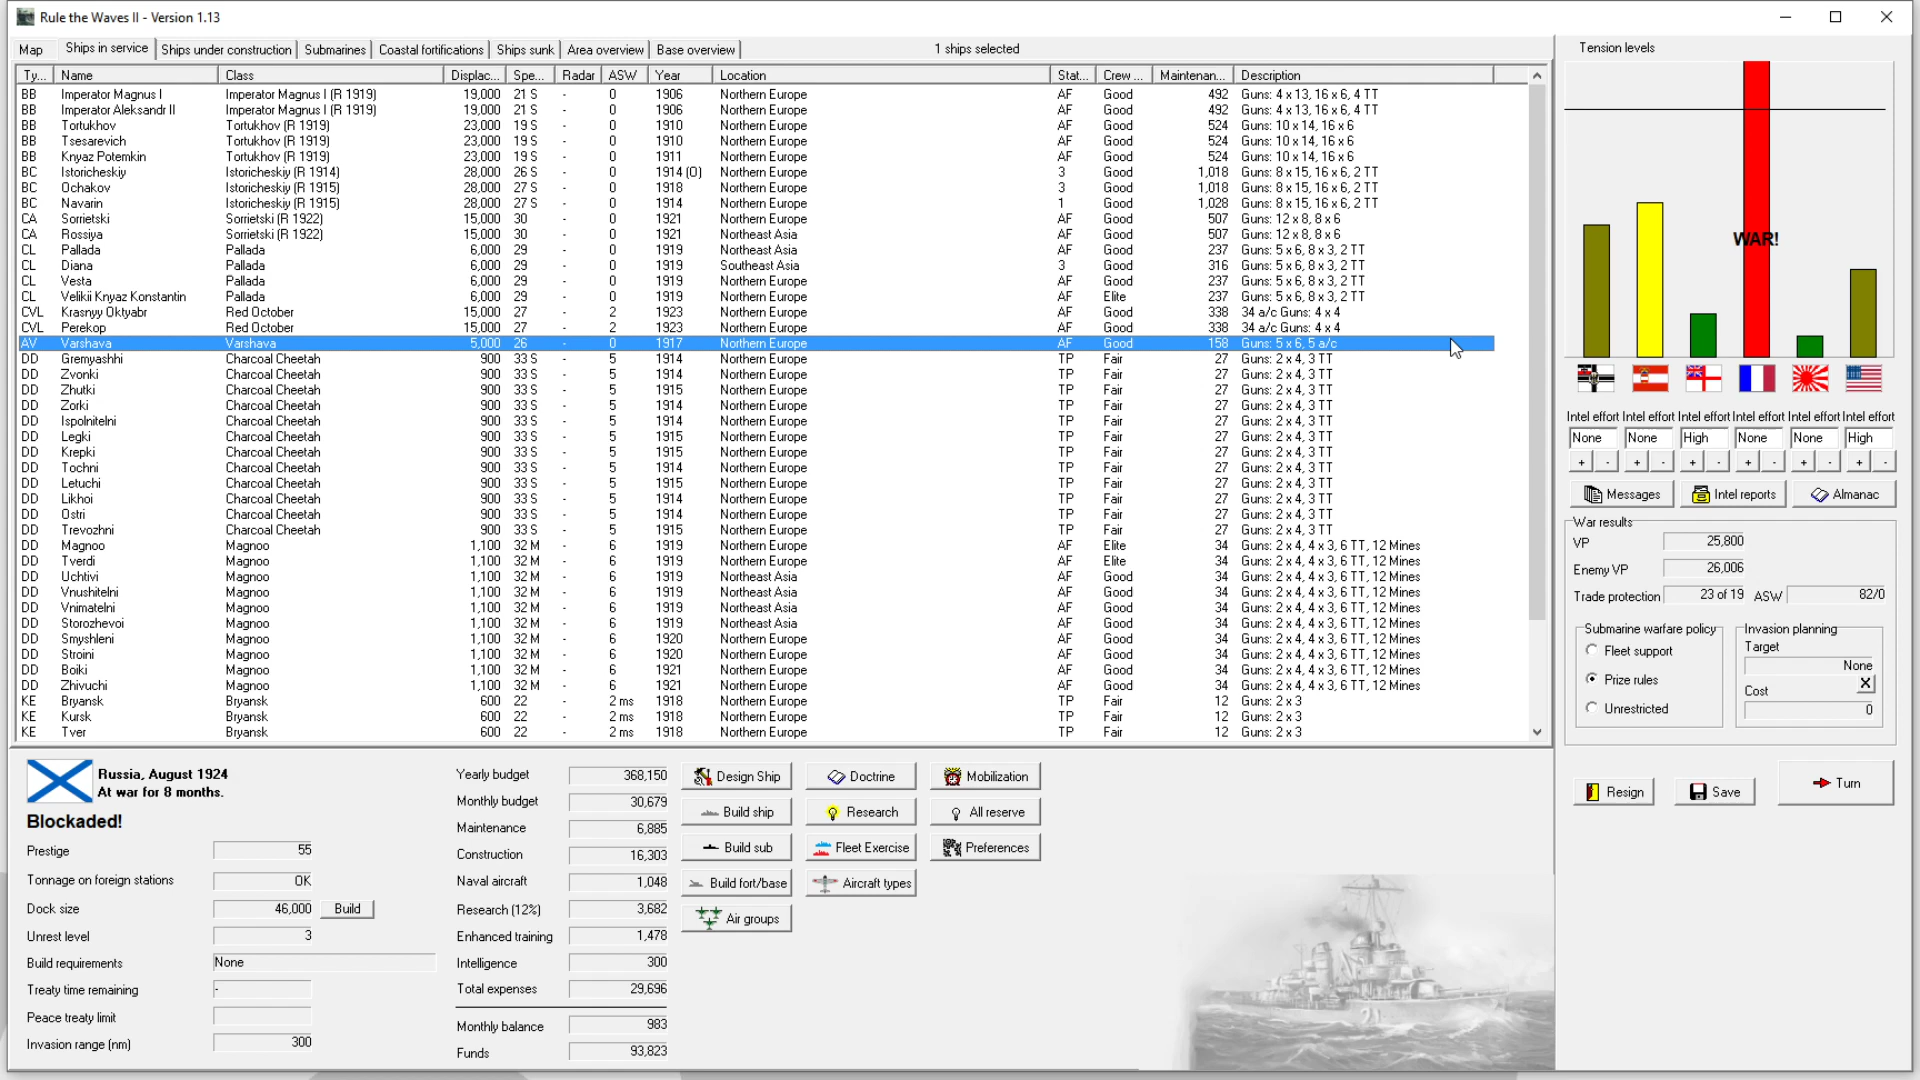 Rule the Waves II - Version 1.13
Map Ships in service Ships under construction Submarines Coastal fortifications Ships sunk Area overview Base overview 1 ships selected
Ty... Name Class Displac... Spe... Radar ASW Year Location Stat... Crew ... Maintenan... Description
BB Imperator Magnus I Imperator Magnus I (R 1919) 19,000 21 S - 0 1906 Northern Europe AF Good 492 Guns: 4 x 13, 16 x 6, 4 TT
BB Imperator Aleksandr II Imperator Magnus I (R 1919) 19,000 21 S - 0 1906 Northern Europe AF Good 492 Guns: 4 x 13, 16 x 6, 4 TT
BB Tortukhov Tortukhov (R 1919) 23,000 19 S - 0 1910 Northern Europe AF Good 524 Guns: 10 x 14, 16 x 6
BB Tsesarevich Tortukhov (R 1919) 23,000 19 S - 0 1910 Northern Europe AF Good 524 Guns: 10 x 14, 16 x 6
BB Knyaz Potemkin Tortukhov (R 1919) 23,000 19 S - 0 1911 Northern Europe AF Good 524 Guns: 10 x 14, 16 x 6
BC Istoricheskiy Istoricheskiy (R 1914) 28,000 26 S - 0 1914 (O) Northern Europe 3 Good 1,018 Guns: 8 x 15, 16 x 6, 2 TT
BC Ochakov Istoricheskiy (R 1915) 28,000 27 S - 0 1918 Northern Europe 3 Good 1,018 Guns: 8 x 15, 16 x 6, 2 TT
BC Navarin Istoricheskiy (R 1915) 28,000 27 S - 0 1914 Northern Europe 1 Good 1,028 Guns: 8 x 15, 16 x 6, 2 TT
CA Sorrietski Sorrietski (R 1922) 15,000 30 - 0 1921 Northern Europe AF Good 507 Guns: 12 x 8, 8 x 6
CA Rossiya Sorrietski (R 1922) 15,000 30 - 0 1921 Northeast Asia AF Good 507 Guns: 12 x 8, 8 x 6
CL Pallada Pallada 6,000 29 - 0 1919 Northeast Asia AF Good 237 Guns: 5 x 6, 8 x 3, 2 TT
CL Diana Pallada 6,000 29 - 0 1919 Southeast Asia 3 Good 316 Guns: 5 x 6, 8 x 3, 2 TT
CL Vesta Pallada 6,000 29 - 0 1919 Northern Europe AF Good 237 Guns: 5 x 6, 8 x 3, 2 TT
CL Velikii Knyaz Konstantin Pallada 6,000 29 - 0 1919 Northern Europe AF Elite 237 Guns: 5 x 6, 8 x 3, 2 TT
CVL Krasnyy Oktyabr Red October 15,000 27 - 2 1923 Northern Europe AF Good 338 34 a/c Guns: 4 x 4
CVL Perekop Red October 15,000 27 - 2 1923 Northern Europe AF Good 338 34 a/c Guns: 4 x 4
AV Varshava Varshava 5,000 26 - 0 1917 Northern Europe AF Good 158 Guns: 5 x 6, 5 a/c
DD Gremyashhi Charcoal Cheetah 900 33 S - 5 1914 Northern Europe TP Fair 27 Guns: 2 x 4, 3 TT
DD Zvonki Charcoal Cheetah 900 33 S - 5 1914 Northern Europe TP Fair 27 Guns: 2 x 4, 3 TT
DD Zhutki Charcoal Cheetah 900 33 S - 5 1915 Northern Europe TP Fair 27 Guns: 2 x 4, 3 TT
DD Zorki Charcoal Cheetah 900 33 S - 5 1914 Northern Europe TP Fair 27 Guns: 2 x 4, 3 TT
DD Ispolnitelni Charcoal Cheetah 900 33 S - 5 1914 Northern Europe TP Fair 27 Guns: 2 x 4, 3 TT
DD Legki Charcoal Cheetah 900 33 S - 5 1915 Northern Europe TP Fair 27 Guns: 2 x 4, 3 TT
DD Krepki Charcoal Cheetah 900 33 S - 5 1915 Northern Europe TP Fair 27 Guns: 2 x 4, 3 TT
DD Tochni Charcoal Cheetah 900 33 S - 5 1914 Northern Europe TP Fair 27 Guns: 2 x 4, 3 TT
DD Letuchi Charcoal Cheetah 900 33 S - 5 1915 Northern Europe TP Fair 27 Guns: 2 x 4, 3 TT
DD Likhoi Charcoal Cheetah 900 33 S - 5 1914 Northern Europe TP Fair 27 Guns: 2 x 4, 3 TT
DD Ostri Charcoal Cheetah 900 33 S - 5 1914 Northern Europe TP Fair 27 Guns: 2 x 4, 3 TT
DD Trevozhni Charcoal Cheetah 900 33 S - 5 1915 Northern Europe TP Fair 27 Guns: 2 x 4, 3 TT
DD Magnoo Magnoo 1,100 32 M - 6 1919 Northern Europe AF Elite 34 Guns: 2 x 4, 4 x 3, 6 TT, 12 Mines
DD Tverdi Magnoo 1,100 32 M - 6 1919 Northern Europe AF Elite 34 Guns: 2 x 4, 4 x 3, 6 TT, 12 Mines
DD Uchtivi Magnoo 1,100 32 M - 6 1919 Northeast Asia AF Good 34 Guns: 2 x 4, 4 x 3, 6 TT, 12 Mines
DD Vnushitelni Magnoo 1,100 32 M - 6 1919 Northeast Asia AF Good 34 Guns: 2 x 4, 4 x 3, 6 TT, 12 Mines
DD Vnimatelni Magnoo 1,100 32 M - 6 1919 Northeast Asia AF Good 34 Guns: 2 x 4, 4 x 3, 6 TT, 12 Mines
DD Storozhevoi Magnoo 1,100 32 M - 6 1919 Northeast Asia AF Good 34 Guns: 2 x 4, 4 x 3, 6 TT, 12 Mines
DD Smyshleni Magnoo 1,100 32 M - 6 1920 Northern Europe AF Good 34 Guns: 2 x 4, 4 x 3, 6 TT, 12 Mines
DD Stroini Magnoo 1,100 32 M - 6 1920 Northern Europe AF Good 34 Guns: 2 x 4, 4 x 3, 6 TT, 12 Mines
DD Boiki Magnoo 1,100 32 M - 6 1921 Northern Europe AF Good 34 Guns: 2 x 4, 4 x 3, 6 TT, 12 Mines
DD Zhivuchi Magnoo 1,100 32 M - 6 1921 Northern Europe AF Good 34 Guns: 2 x 4, 4 x 3, 6 TT, 12 Mines
KE Bryansk Bryansk 600 22 - 2 ms 1918 Northern Europe TP Fair 12 Guns: 2 x 3
KE Kursk Bryansk 600 22 - 2 ms 1918 Northern Europe TP Fair 12 Guns: 2 x 3
KE Tver Bryansk 600 22 - 2 ms 1918 Northern Europe TP Fair 12 Guns: 2 x 3
Russia, August 1924
At war for 8 months.
Blockaded!
Prestige 55
Tonnage on foreign stations OK
Dock size 46,000 Build
Unrest level 3
Build requirements None
Treaty time remaining -
Peace treaty limit
Invasion range (nm) 300
Yearly budget 368,150
Monthly budget 30,679
Maintenance 6,885
Construction 16,303
Naval aircraft 1,048
Research (12%) 3,682
Enhanced training 1,478
Intelligence 300
Total expenses 29,696
Monthly balance 983
Funds 93,823
Design Ship Doctrine Mobilization
Build ship Research All reserve
Build sub Fleet Exercise Preferences
Build fort/base Aircraft types
Air groups
Tension levels
WAR!
Intel effort Intel effort Intel effort Intel effort Intel effort Intel effort
None None High None None High
+ - + - + - + - + - + -
Messages Intel reports Almanac
War results
VP 25,800
Enemy VP 26,006
Trade protection 23 of 19 ASW 82/0
Submarine warfare policy
Fleet support
Prize rules
Unrestricted
Invasion planning
Target
None
X
Cost
0
Resign Save Turn